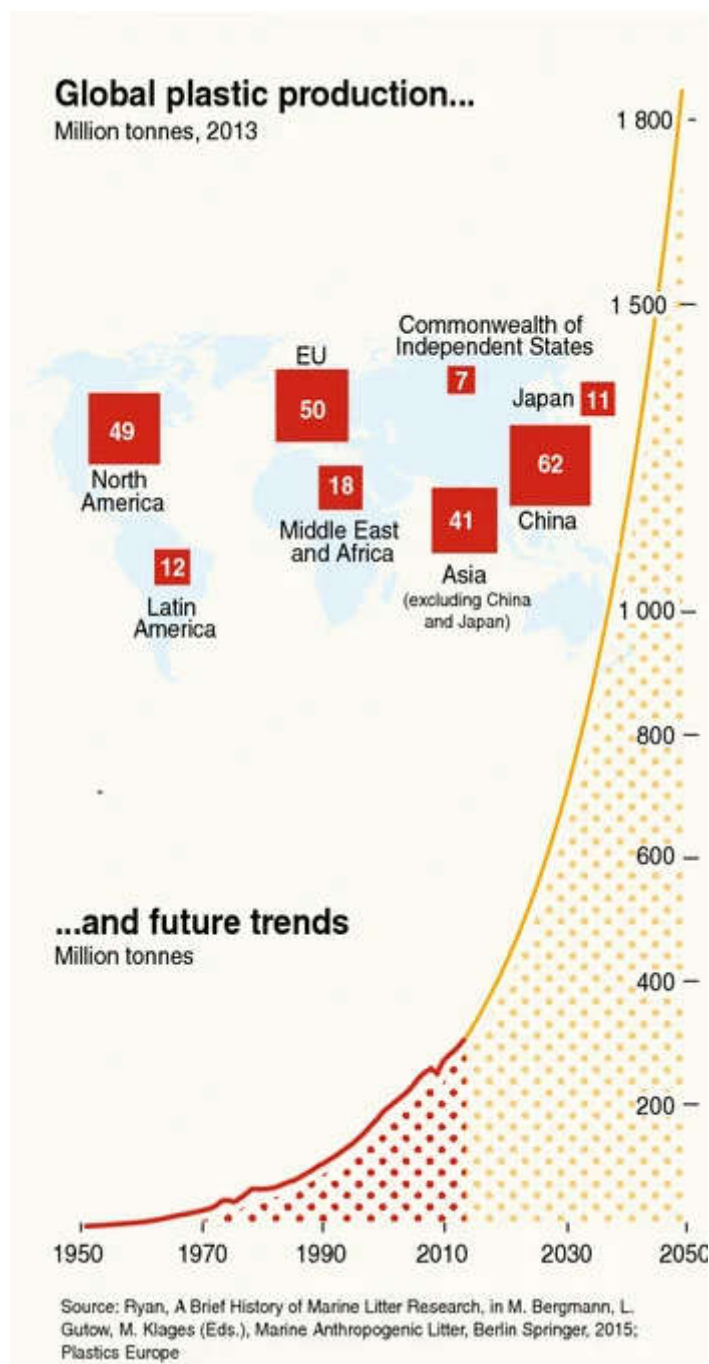 Global plastic production...
Million tonnes, 2013
1 800
1 500
Commonwealth of
Independent States
7
EU
50
Japan
11
49
North
America
62
China
18
Middle East
and Africa
41
Asia
(excluding China
and Japan)
12
Latin
America
1 000
800
600
...and future trends
Million tonnes
400
200
1950
1970
1990
2010
2030
2050
Source: Ryan, A Brief History of Marine Litter Research, in M. Bergmann, L.
Gutow, M. Klages (Eds.), Marine Anthropogenic Litter, Berlin Springer, 2015;
Plastics Europe